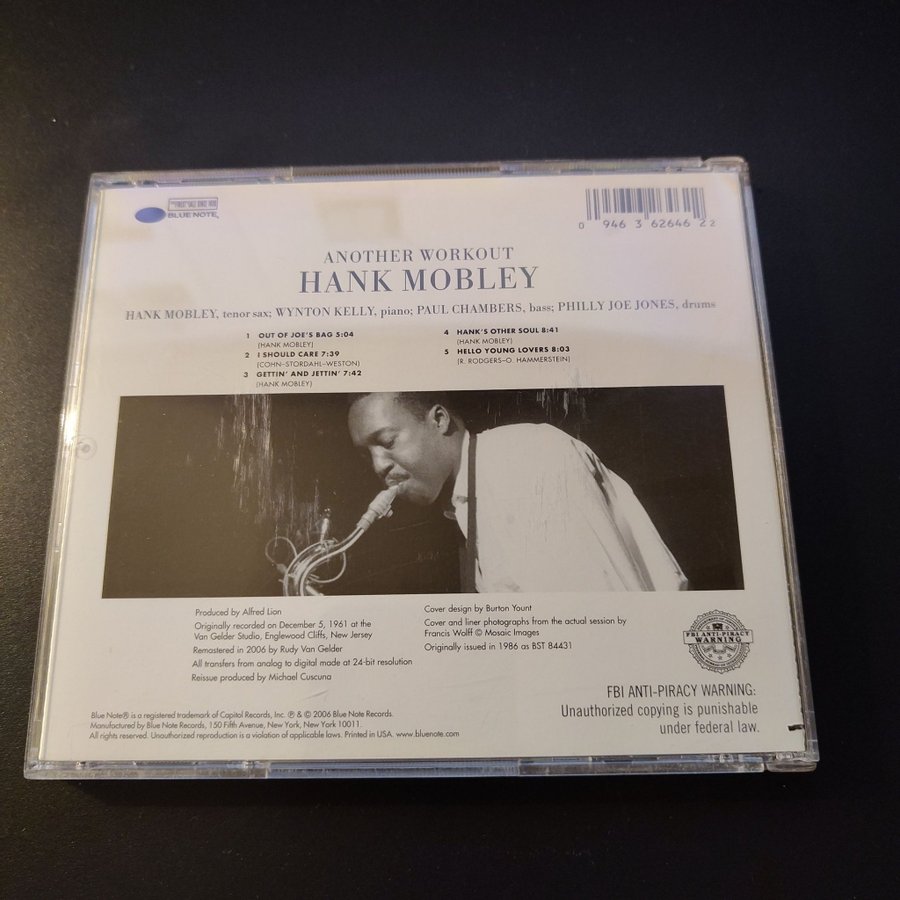 THE FINEST IN JAZZ SINCE 1939
BLUE NOTE
0 946 3 62646 2 2
ANOTHER WORKOUT
HANK MOBLEY
HANK MOBLEY, tenor sax; WYNTON KELLY, piano; PAUL CHAMBERS, bass; PHILLY JOE JONES, drums
1 OUT OF JOE'S BAG 5:04
(HANK MOBLEY)
2 I SHOULD CARE 7:39
(COHN–STORDAHL–WESTON)
3 GETTIN' AND JETTIN' 7:42
(HANK MOBLEY)
4 HANK'S OTHER SOUL 8:41
(HANK MOBLEY)
5 HELLO YOUNG LOVERS 8:03
(R. RODGERS–O. HAMMERSTEIN)
Produced by Alfred Lion
Originally recorded on December 5, 1961 at the
Van Gelder Studio, Englewood Cliffs, New Jersey
Remastered in 2006 by Rudy Van Gelder
All transfers from analog to digital made at 24-bit resolution
Reissue produced by Michael Cuscuna
Cover design by Burton Yount
Cover and liner photographs from the actual session by
Francis Wolff © Mosaic Images
Originally issued in 1986 as BST 84431
FBI ANTI-PIRACY
WARNING
FBI ANTI-PIRACY WARNING:
Unauthorized copying is punishable
under federal law.
Blue Note® is a registered trademark of Capitol Records, Inc. ℗ & © 2006 Blue Note Records.
Manufactured by Blue Note Records, 150 Fifth Avenue, New York, New York 10011.
All rights reserved. Unauthorized reproduction is a violation of applicable laws. Printed in USA. www.bluenote.com